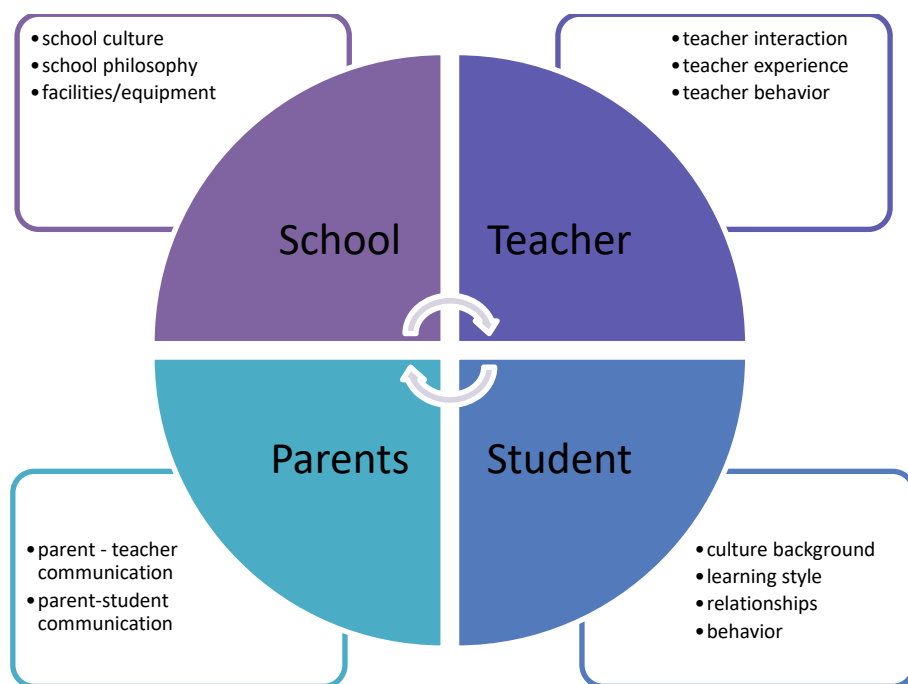 • school culture
• school philosophy
• facilities/equipment
• teacher interaction
• teacher experience
• teacher behavior
School
Teacher
Parents
Student
• parent - teacher
communication
• parent-student
communication
• culture background
• learning style
• relationships
• behavior